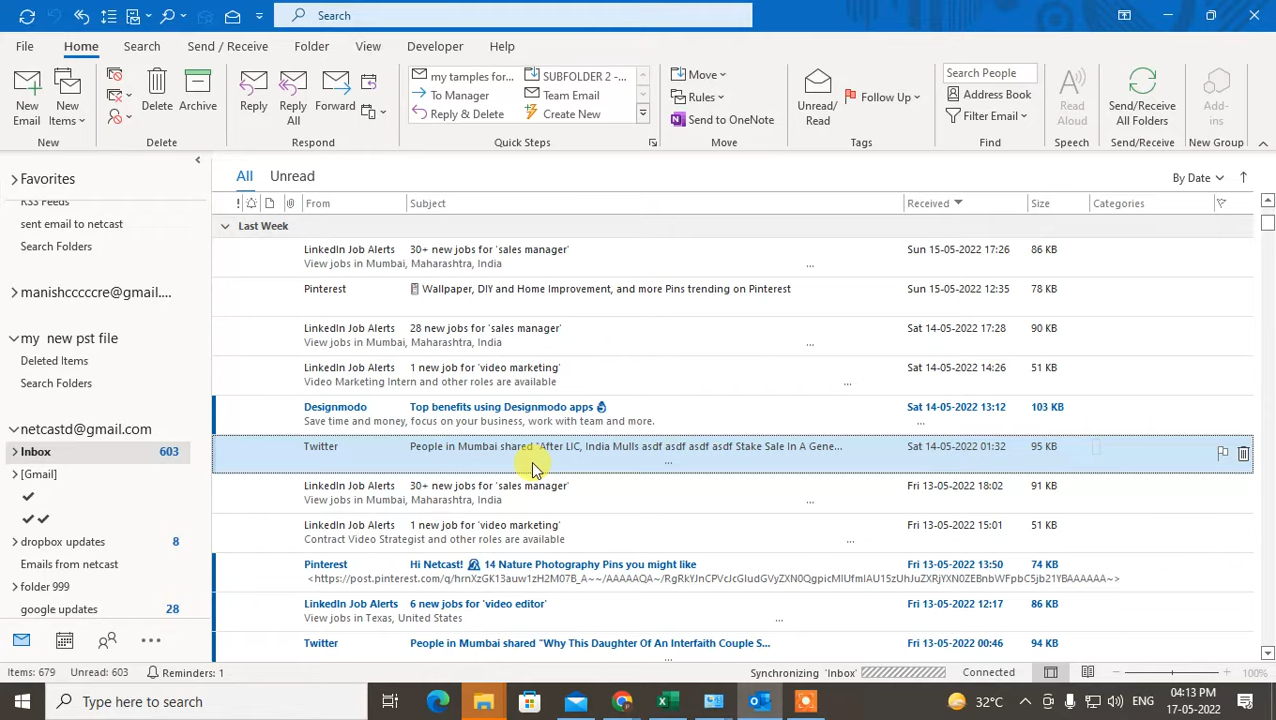 Search
File Home Search Send / Receive Folder View Developer Help
New Email
New Items
Delete
Archive
Reply
Reply All
Forward
my tamples for...
To Manager
Reply & Delete
SUBFOLDER 2 -...
Team Email
Create New
Move
Rules
Send to OneNote
Unread/ Read
Follow Up
Search People
Address Book
Filter Email
Read Aloud
Send/Receive All Folders
Add-ins
New Delete Respond Quick Steps Move Tags Find Speech Send/Receive New Group
Favorites
RSS Feeds
sent email to netcast
Search Folders
manishcccccre@gmail....
my new pst file
Deleted Items
Search Folders
netcastd@gmail.com
Inbox 603
[Gmail]
dropbox updates 8
Emails from netcast
folder 999
google updates 28
All Unread By Date
! From Subject Received Size Categories
Last Week
LinkedIn Job Alerts 30+ new jobs for 'sales manager' Sun 15-05-2022 17:26 86 KB
View jobs in Mumbai, Maharashtra, India ...
Pinterest Wallpaper, DIY and Home Improvement, and more Pins trending on Pinterest Sun 15-05-2022 12:35 78 KB
LinkedIn Job Alerts 28 new jobs for 'sales manager' Sat 14-05-2022 17:28 90 KB
View jobs in Mumbai, Maharashtra, India ...
LinkedIn Job Alerts 1 new job for 'video marketing' Sat 14-05-2022 14:26 51 KB
Video Marketing Intern and other roles are available ...
Designmodo Top benefits using Designmodo apps Sat 14-05-2022 13:12 103 KB
Save time and money, focus on your business, work with team and more. ...
Twitter People in Mumbai shared "After LIC, India Mulls asdf asdf asdf asdf Stake Sale In A Gene... Sat 14-05-2022 01:32 95 KB
...
LinkedIn Job Alerts 30+ new jobs for 'sales manager' Fri 13-05-2022 18:02 91 KB
View jobs in Mumbai, Maharashtra, India ...
LinkedIn Job Alerts 1 new job for 'video marketing' Fri 13-05-2022 15:01 51 KB
Contract Video Strategist and other roles are available ...
Pinterest Hi Netcast! 14 Nature Photography Pins you might like Fri 13-05-2022 13:50 74 KB
LinkedIn Job Alerts 6 new jobs for 'video editor' Fri 13-05-2022 12:17 86 KB
View jobs in Texas, United States ...
Twitter People in Mumbai shared "Why This Daughter Of An Interfaith Couple S... Fri 13-05-2022 00:46 94 KB
...
Items: 679 Unread: 603 Reminders: 1 Synchronizing 'Inbox' Connected 100%
Type here to search 32°C ENG 04:13 PM
17-05-2022